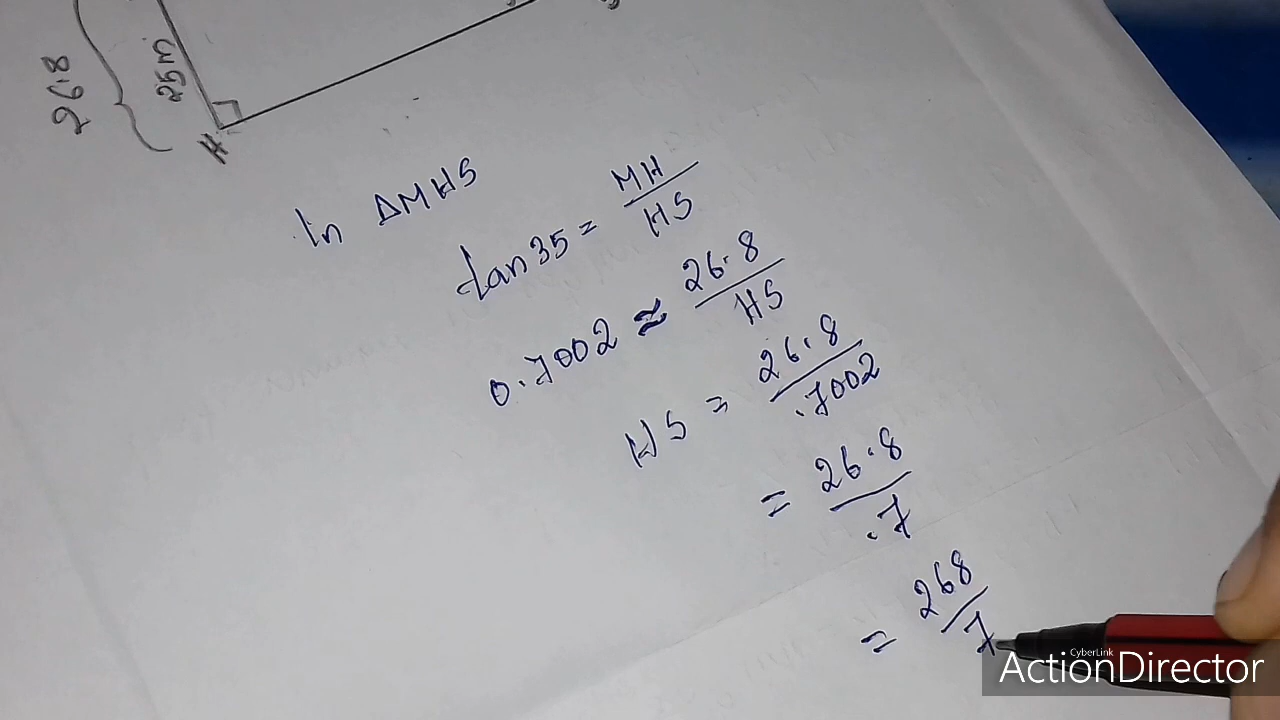 26.8
25m
H
In ΔMHS
tan 35 = MH/HS
0.7002 ≈ 26.8/HS
HS = 26.8/.7002
= 26.8/.7
= 268/7
CyberLink
ActionDirector